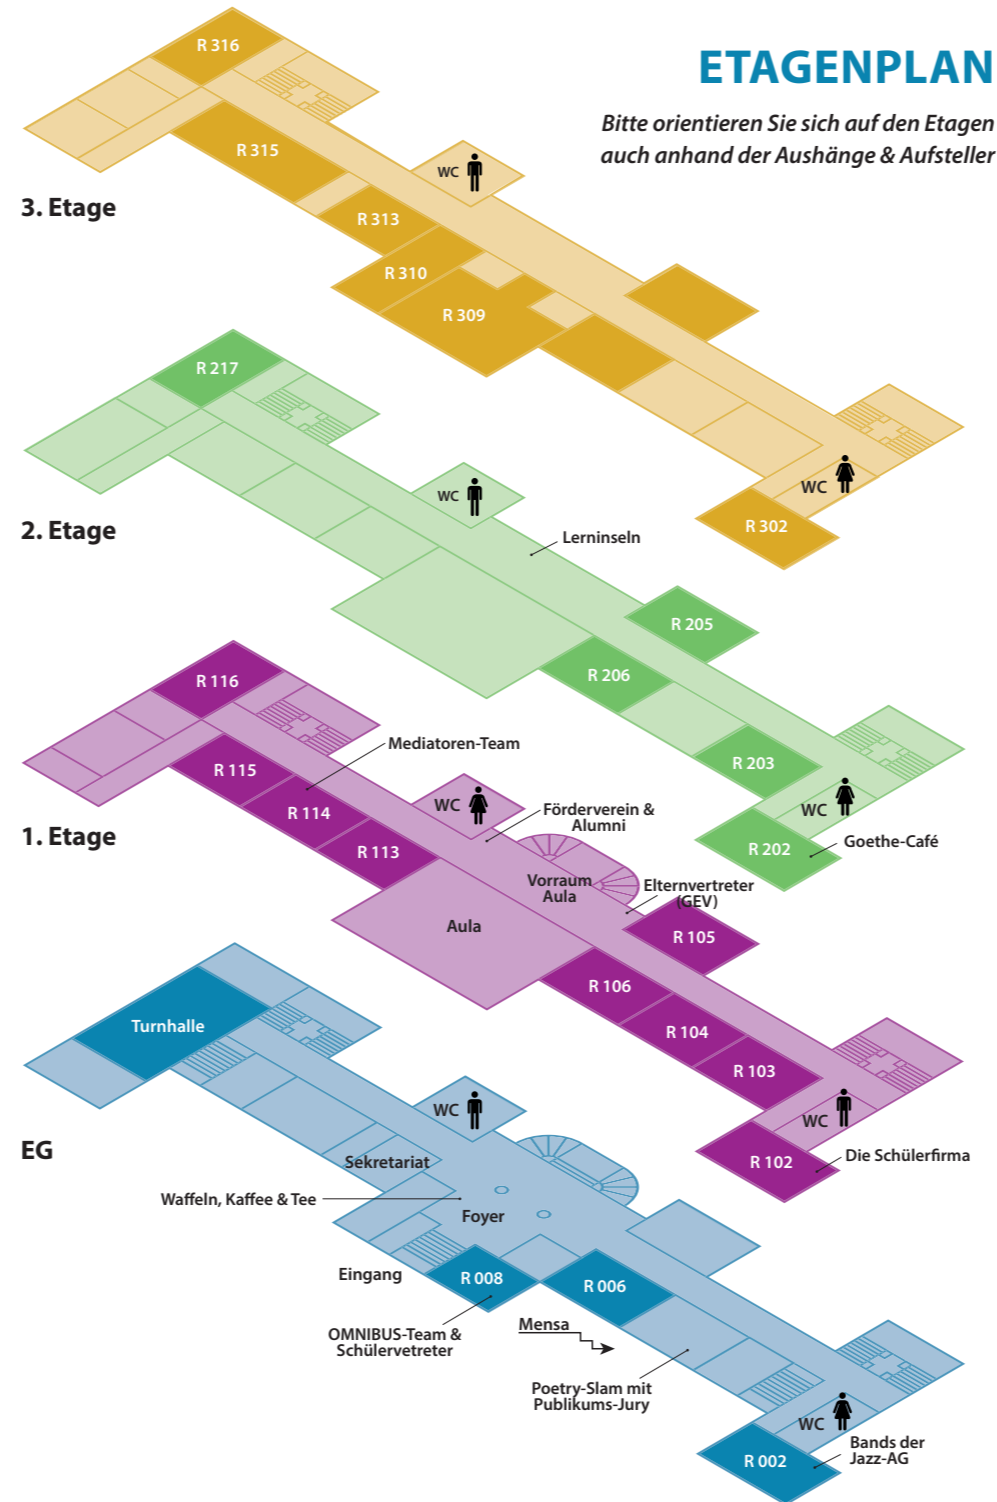 ETAGENPLAN
Bitte orientieren Sie sich auf den Etagen
auch anhand der Aushänge & Aufsteller
R 316
R 315
WC
3. Etage
R 313
R 310
R 309
WC
R 302
R 217
WC
2. Etage
Lerninseln
R 205
R 206
R 203
WC
R 202
Goethe-Café
R 116
Mediatoren-Team
R 115
WC
R 114
Förderverein &
Alumni
1. Etage
R 113
Vorraum
Aula
Elternvertreter
(GEV)
Aula
R 105
R 106
R 104
R 103
WC
R 102
Die Schülerfirma
Turnhalle
WC
EG
Sekretariat
Waffeln, Kaffee & Tee
Foyer
Eingang
R 008
R 006
OMNIBUS-Team &
Schülervetreter
Mensa
Poetry-Slam mit
Publikums-Jury
WC
R 002
Bands der
Jazz-AG